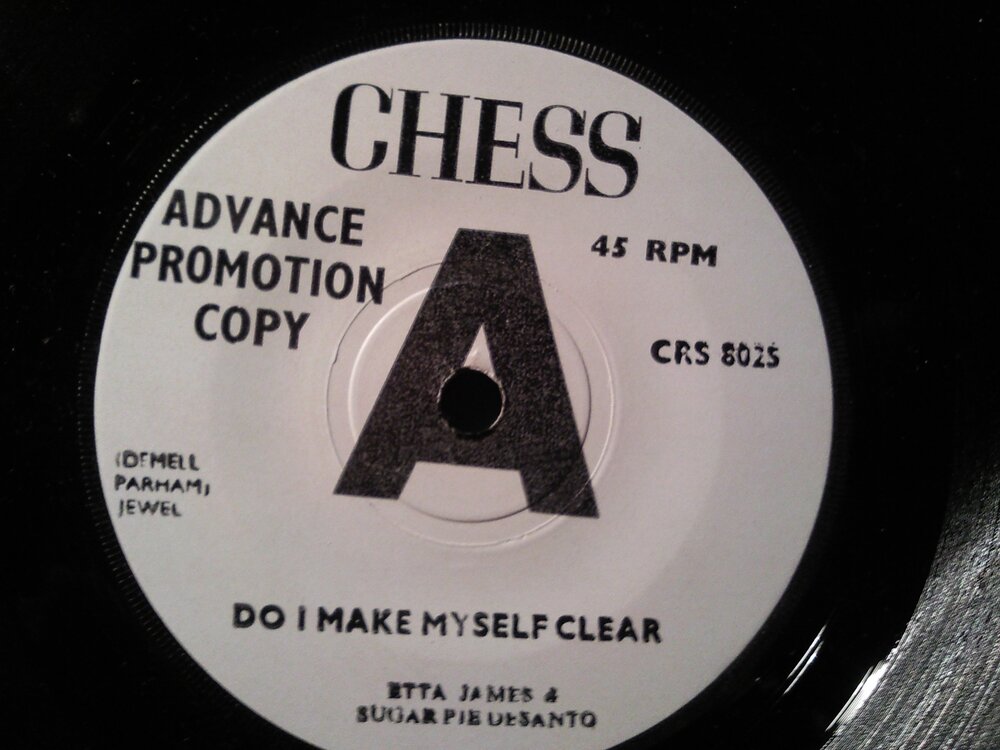 CHESS
ADVANCE
PROMOTION
COPY
45 RPM
A
CRS 8025
(DEMELL
PARHAM)
JEWEL
DO I MAKE MYSELF CLEAR
ETTA JAMES &
SUGAR PIE DESANTO